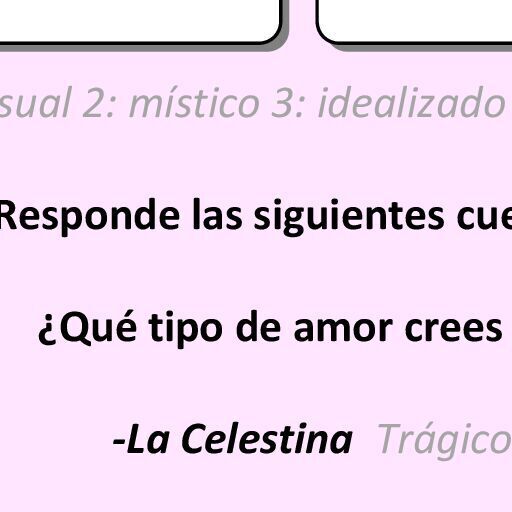 sual 2: místico 3: idealizado
Responde las siguientes cue
¿Qué tipo de amor crees
-La Celestina Trágico